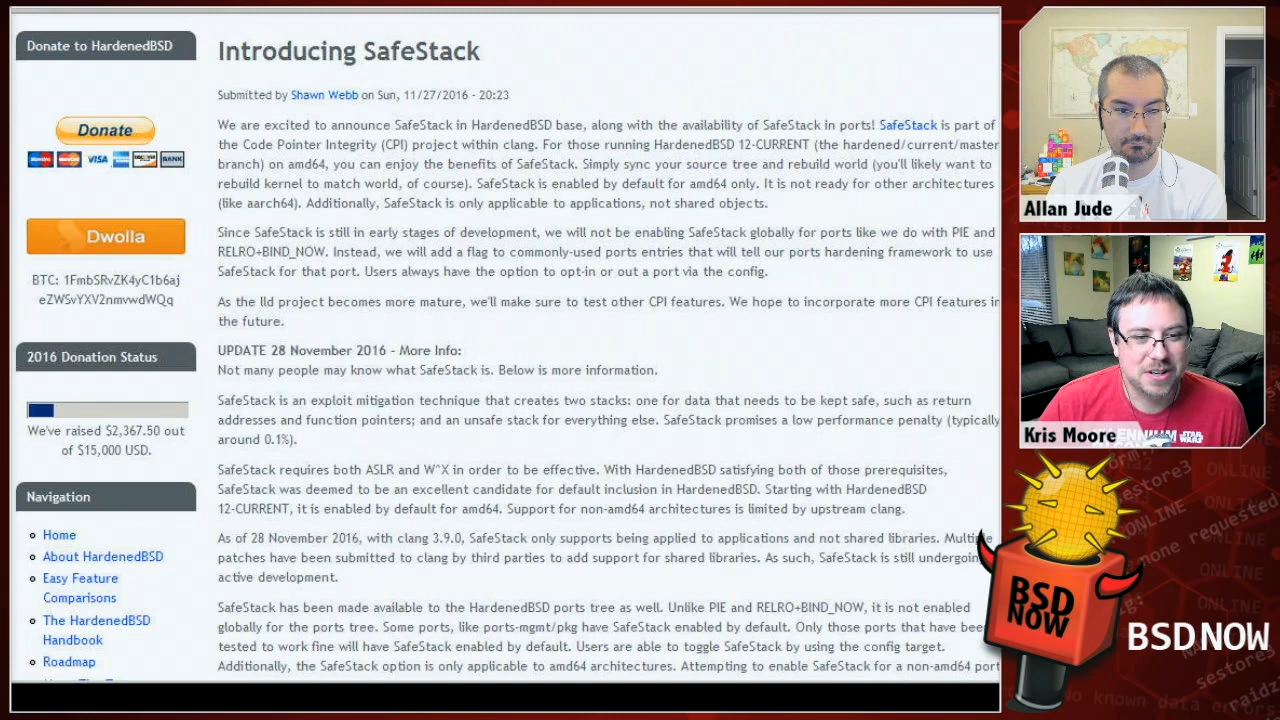 Donate to HardenedBSD
Donate
VISA
BANK
Dwolla
BTC: 1FmbSRvZK4yC1b6aj
eZWSvYXV2nmvwdWQq
2016 Donation Status
We've raised $2,367.50 out
of $15,000 USD.
Navigation
Home
About HardenedBSD
Easy Feature
Comparisons
The HardenedBSD
Handbook
Roadmap
Introducing SafeStack
Submitted by Shawn Webb on Sun, 11/27/2016 - 20:23
We are excited to announce SafeStack in HardenedBSD base, along with the availability of SafeStack in ports! SafeStack is part of
the Code Pointer Integrity (CPI) project within clang. For those running HardenedBSD 12-CURRENT (the hardened/current/master
branch) on amd64, you can enjoy the benefits of SafeStack. Simply sync your source tree and rebuild world (you'll likely want to
rebuild kernel to match world, of course). SafeStack is enabled by default for amd64 only. It is not ready for other architectures
(like aarch64). Additionally, SafeStack is only applicable to applications, not shared objects.
Since SafeStack is still in early stages of development, we will not be enabling SafeStack globally for ports like we do with PIE and
RELRO+BIND_NOW. Instead, we will add a flag to commonly-used ports entries that will tell our ports hardening framework to use
SafeStack for that port. Users always have the option to opt-in or out a port via the config.
As the lld project becomes more mature, we'll make sure to test other CPI features. We hope to incorporate more CPI features in
the future.
UPDATE 28 November 2016 - More Info:
Not many people may know what SafeStack is. Below is more information.
SafeStack is an exploit mitigation technique that creates two stacks: one for data that needs to be kept safe, such as return
addresses and function pointers; and an unsafe stack for everything else. SafeStack promises a low performance penalty (typically
around 0.1%).
SafeStack requires both ASLR and W^X in order to be effective. With HardenedBSD satisfying both of those prerequisites,
SafeStack was deemed to be an excellent candidate for default inclusion in HardenedBSD. Starting with HardenedBSD
12-CURRENT, it is enabled by default for amd64. Support for non-amd64 architectures is limited by upstream clang.
As of 28 November 2016, with clang 3.9.0, SafeStack only supports being applied to applications and not shared libraries. Multiple
patches have been submitted to clang by third parties to add support for shared libraries. As such, SafeStack is still undergoin
active development.
SafeStack has been made available to the HardenedBSD ports tree as well. Unlike PIE and RELRO+BIND_NOW, it is not enabled
globally for the ports tree. Some ports, like ports-mgmt/pkg have SafeStack enabled by default. Only those ports that have been
tested to work fine will have SafeStack enabled by default. Users are able to toggle SafeStack by using the config target.
Additionally, the SafeStack option is only applicable to amd64 architectures. Attempting to enable SafeStack for a non-amd64 port
Allan Jude
STAR
WARS
Kris Moore
BSD
NOW
BSD NOW
ONLINE
ONLINE
ONLINE
ONLINE
more requested
No known data errors